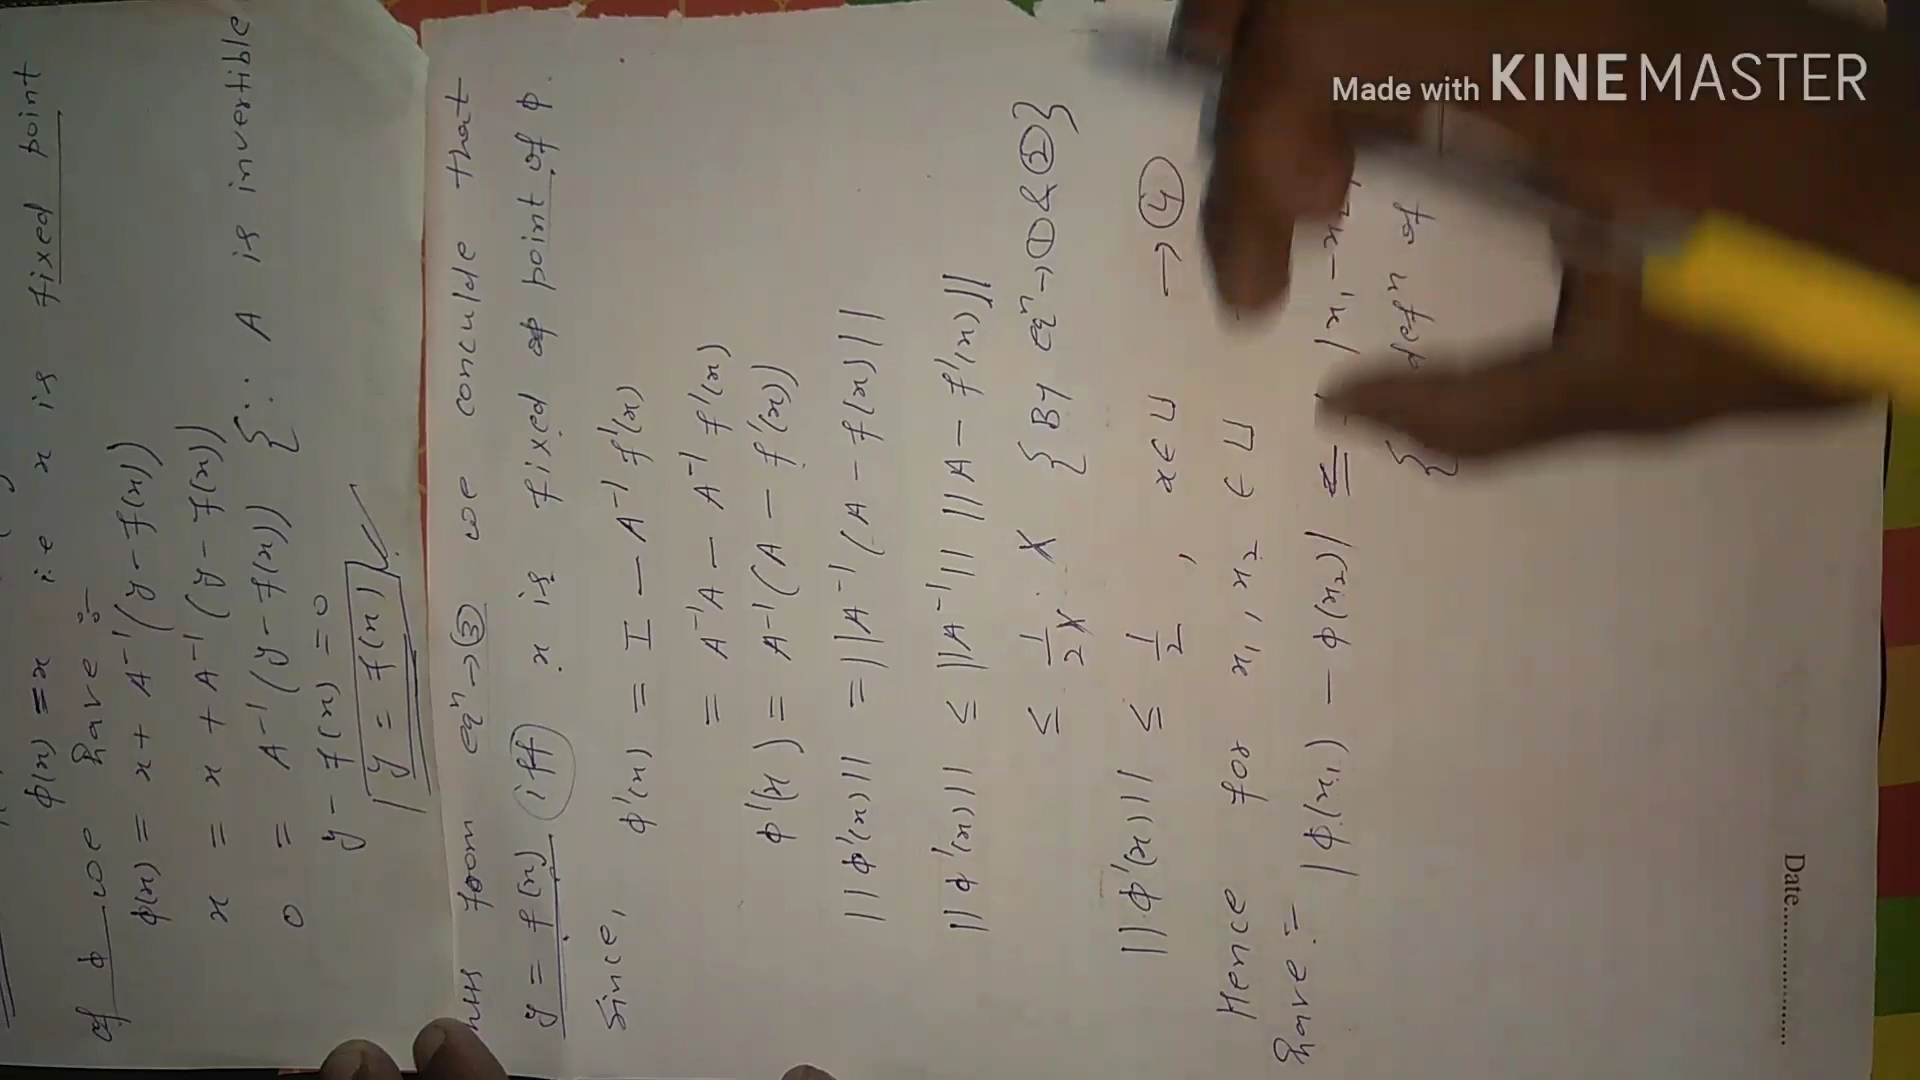 φ(x) = x i.e x is fixed point
of φ we have :-
φ(x) = x + A⁻¹(y - f(x))
x = x + A⁻¹(y - f(x))
0 = A⁻¹(y - f(x)) {∵ A is invertible
y - f(x) = 0
y = f(x)
from eqⁿ→③ we conclude that
y = f(x) iff x is fixed point of φ.
Since, φ'(x) = I - A⁻¹ f'(x)
= A⁻¹A - A⁻¹ f'(x)
φ'(x) = A⁻¹(A - f'(x))
||φ'(x)|| = ||A⁻¹(A - f(x)||
||φ'(x)|| ≤ ||A⁻¹|| ||A - f'(x)||
≤ 1/2λ . λ {By eqⁿ→① & ②}
||φ'(x)|| ≤ 1/2 , x ∈ U → ④
Hence for x₁, x₂ ∈ U
have :- |φ(x₁) - φ(x₂)| ≤ |x₁ - x₂
{
Date....................
Made with KINEMASTER